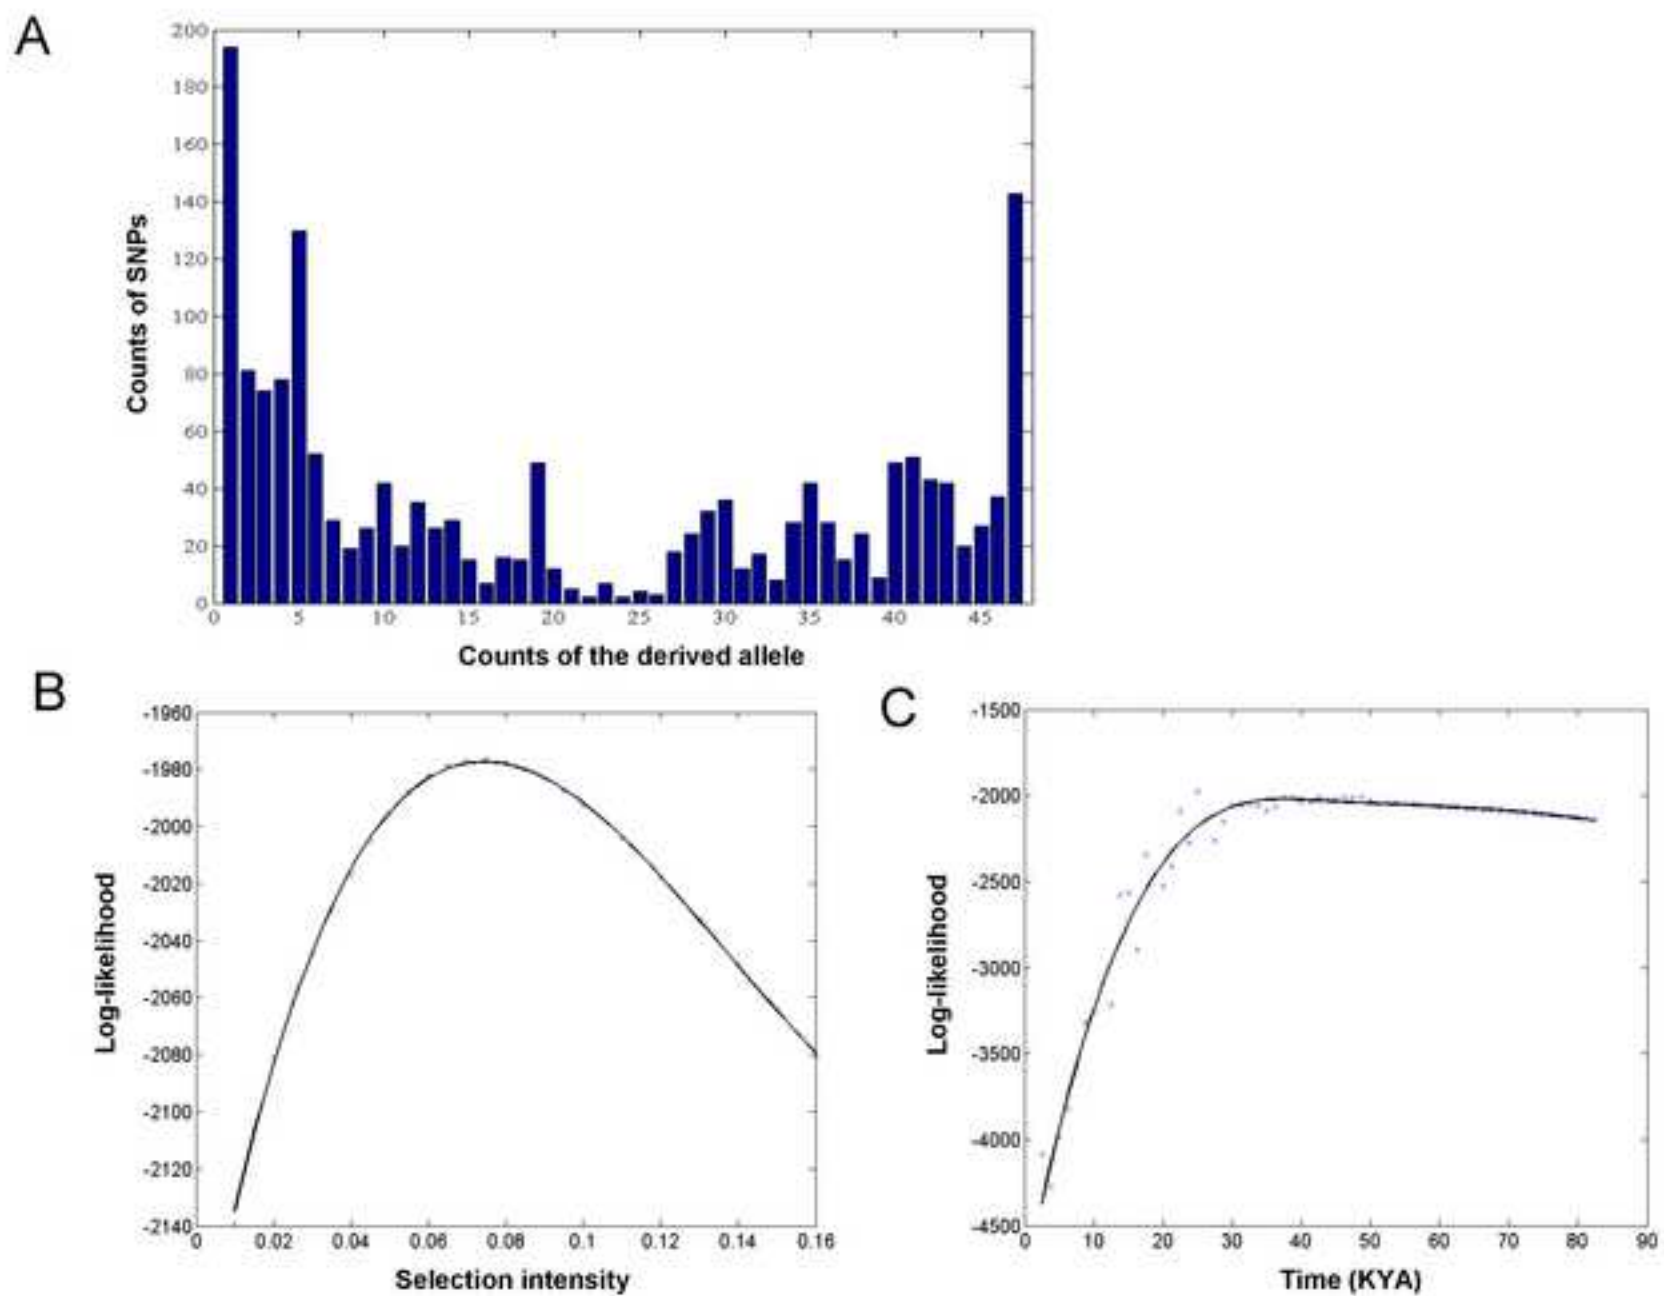 A
200
180
160
140
120
100
80
60
40
20
0
Counts of SNPs
0 5 10 15 20 25 30 35 40 45
Counts of the derived allele
B
-1960
-1980
-2000
-2020
-2040
-2060
-2080
-2100
-2120
-2140
Log-likelihood
0 0.02 0.04 0.06 0.08 0.1 0.12 0.14 0.16
Selection intensity
C
-1500
-2000
-2500
-3000
-3500
-4000
-4500
Log-likelihood
0 10 20 30 40 50 60 70 80 90
Time (KYA)